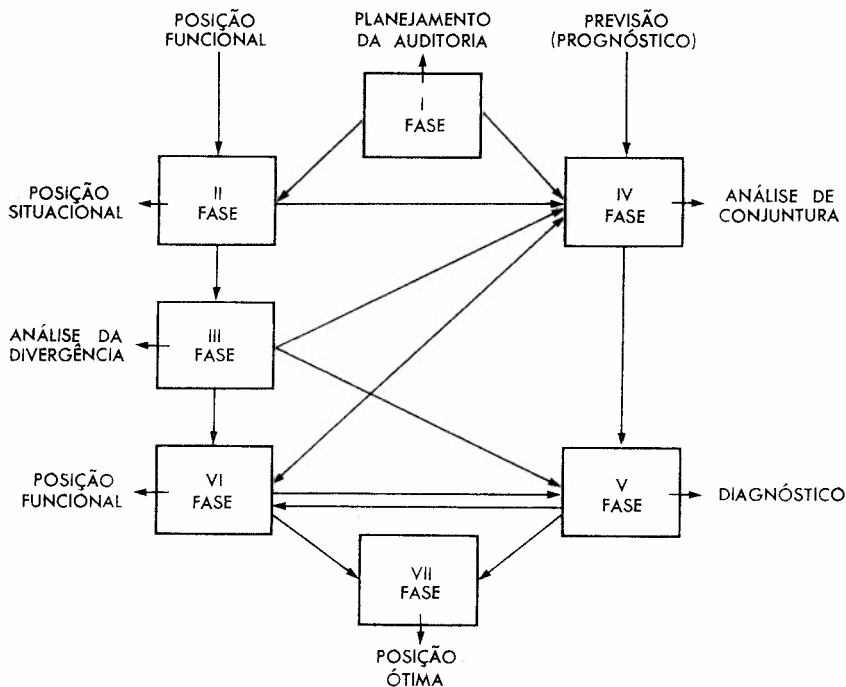 POSIÇÃO
FUNCIONAL
PLANEJAMENTO
DA AUDITORIA
PREVISÃO
(PROGNÓSTICO)
I
FASE
POSIÇÃO
SITUACIONAL
II
FASE
IV
FASE
ANÁLISE DE
CONJUNTURA
ANÁLISE DA
DIVERGÊNCIA
III
FASE
POSIÇÃO
FUNCIONAL
VI
FASE
V
FASE
DIAGNÓSTICO
VII
FASE
POSIÇÃO
ÓTIMA